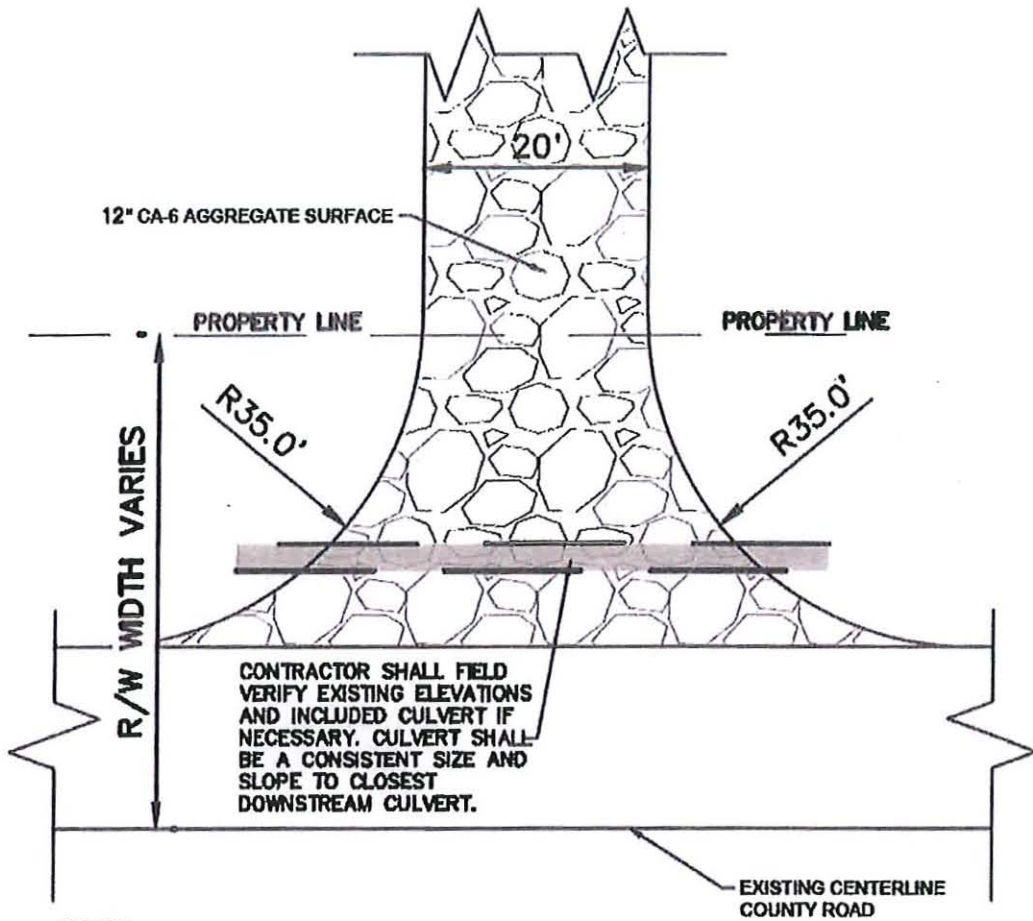 20'
12" CA-6 AGGREGATE SURFACE
PROPERTY LINE
PROPERTY LINE
R35.0'
R35.0'
R/W WIDTH VARIES
CONTRACTOR SHALL FIELD
VERIFY EXISTING ELEVATIONS
AND INCLUDED CULVERT IF
NECESSARY. CULVERT SHALL
BE A CONSISTENT SIZE AND
SLOPE TO CLOSEST
DOWNSTREAM CULVERT.
EXISTING CENTERLINE
COUNTY ROAD